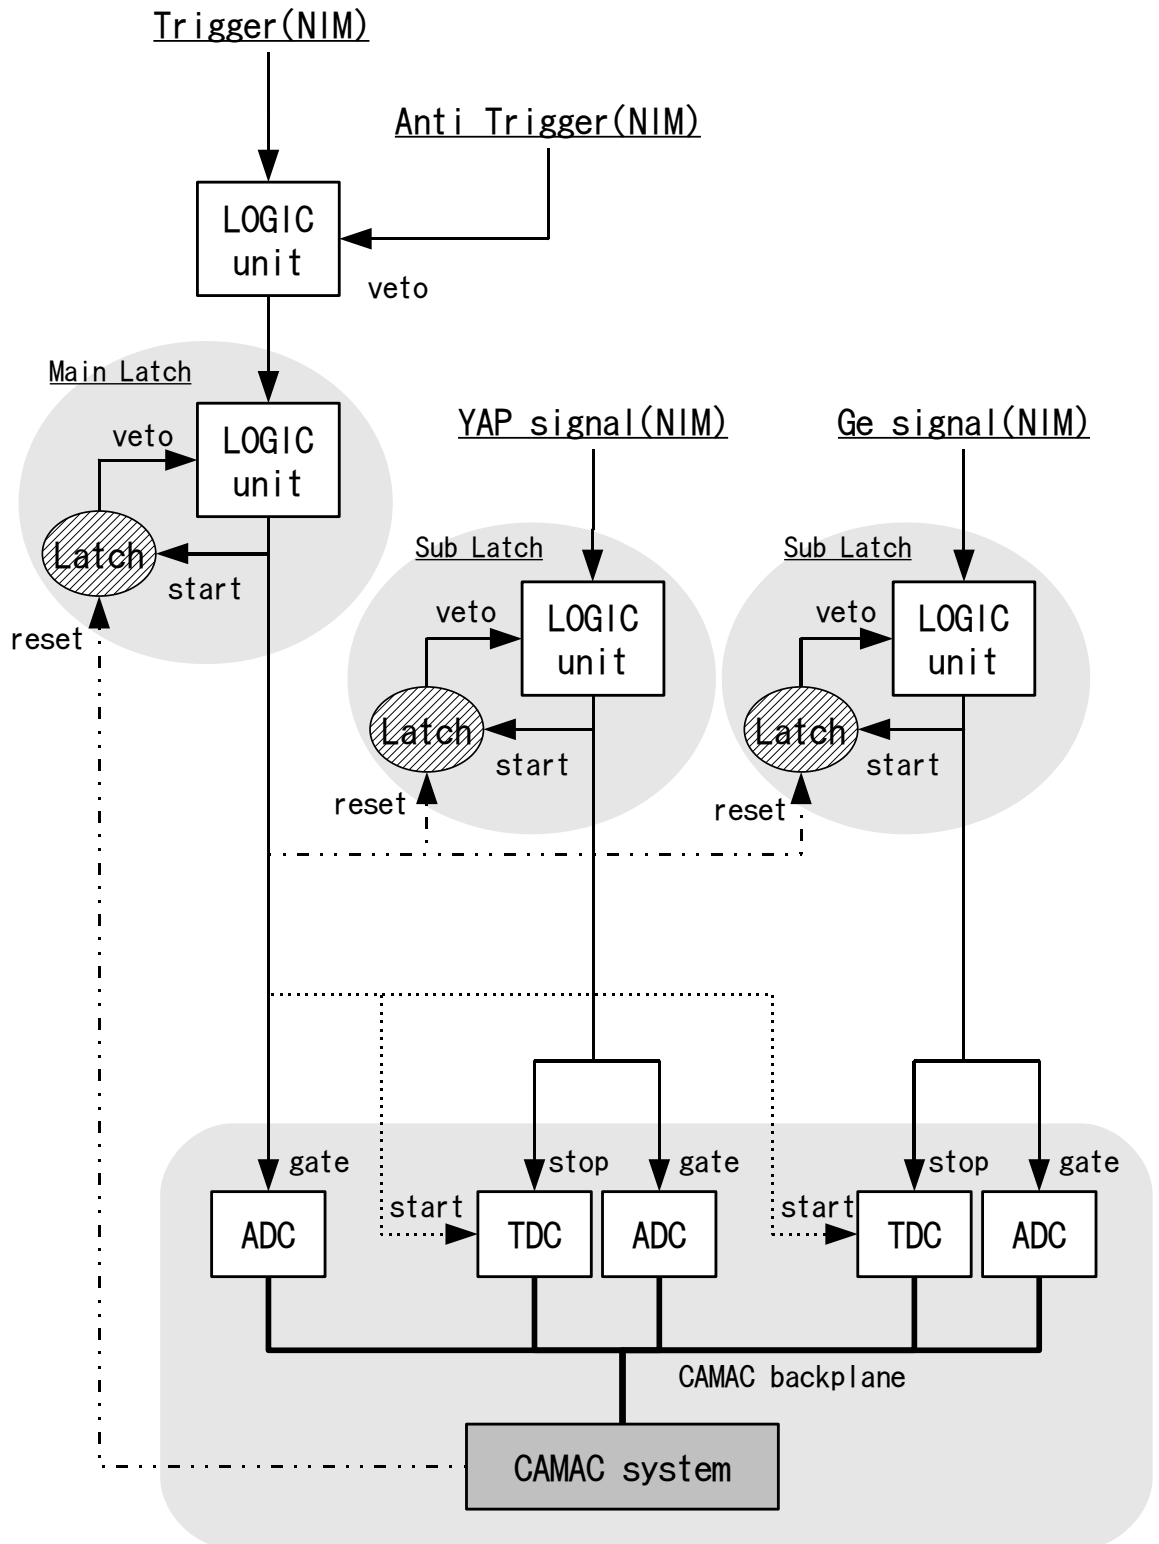 Trigger(NIM)
Anti Trigger(NIM)
LOGIC
unit
veto
Main Latch
veto
LOGIC
unit
Latch
start
reset
YAP signal(NIM)
Sub Latch
veto
LOGIC
unit
Latch
start
reset
Ge signal(NIM)
Sub Latch
veto
LOGIC
unit
Latch
start
reset
gate
stop
gate
stop
gate
start
start
ADC
TDC
ADC
TDC
ADC
CAMAC backplane
CAMAC system